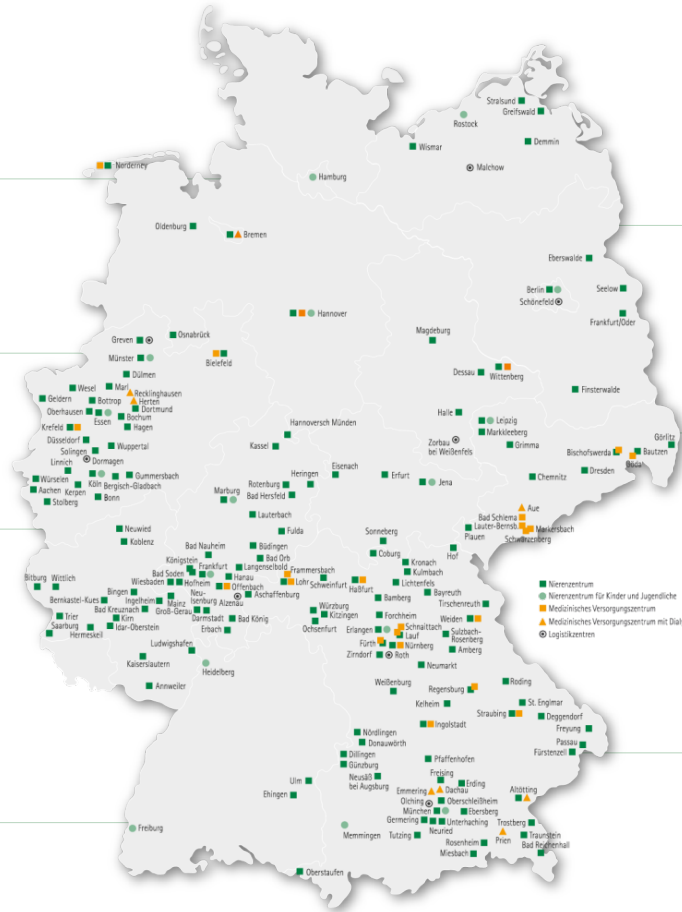 Stralsund
Greifswald
Rostock
Demmin
Wismar
Malchow
Norderney
Hamburg
Oldenburg
Bremen
Eberswalde
Berlin
Seelow
Schönefeld
Hannover
Frankfurt/Oder
Greven
Osnabrück
Magdeburg
Münster
Bielefeld
Dessau
Wittenberg
Dülmen
Finsterwalde
Wesel
Marl
Recklinghausen
Geldern
Bottrop
Herten
Oberhausen
Dortmund
Essen
Bochum
Halle
Leipzig
Krefeld
Hagen
Hannoversch Münden
Markkleeberg
Düsseldorf
Wuppertal
Kassel
Zorbau
bei Weißenfels
Grimma
Görlitz
Solingen
Bischofswerda
Bautzen
Linnich
Dormagen
Göda
Würselen
Köln
Gummersbach
Eisenach
Erfurt
Jena
Chemnitz
Dresden
Bergisch-Gladbach
Heringen
Aachen
Kerpen
Bonn
Marburg
Rotenburg
Stolberg
Bad Hersfeld
Aue
Lauterbach
Bad Schlema
Neuwied
Fulda
Sonneberg
Lauter-Bernsb.
Markersbach
Plauen
Schwarzenberg
Koblenz
Bad Nauheim
Büdingen
Coburg
Hof
Königstein
Bad Orb
Kronach
Frankfurt
Langenselbold
Frammersbach
Kulmbach
Bitburg
Wittlich
Bad Soden
Hanau
Lohr
Schweinfurt
Haßfurt
Lichtenfels
Wiesbaden
Hofheim
Offenbach
Bayreuth
Bingen
Neu-
Isenburg
Aschaffenburg
Bamberg
Bernkastel-Kues
Ingelheim
Mainz
Alzenau
Tirschenreuth
Bad Kreuznach
Groß-Gerau
Würzburg
Trier
Kirn
Darmstadt
Bad König
Kitzingen
Forchheim
Weiden
Saarburg
Idar-Oberstein
Erbach
Ochsenfurt
Erlangen
Schnaittach
Hermeskeil
Lauf
Sulzbach-
Rosenberg
Ludwigshafen
Fürth
Nürnberg
Amberg
Kaiserslautern
Zirndorf
Roth
Heidelberg
Neumarkt
Annweiler
Roding
Weißenburg
Regensburg
Kelheim
St. Englmar
Straubing
Deggendorf
Ingolstadt
Freyung
Nördlingen
Passau
Donauwörth
Fürstenzell
Dillingen
Pfaffenhofen
Günzburg
Neusäß
bei Augsburg
Freising
Ulm
Erding
Emmering
Dachau
Altötting
Ehingen
Olching
Oberschleißheim
München
Ebersberg
Trostberg
Freiburg
Memmingen
Germering
Unterhaching
Neuried
Traunstein
Tutzing
Prien
Rosenheim
Bad Reichenhall
Miesbach
Oberstaufen
Nierenzentrum
Nierenzentrum für Kinder und Jugendliche
Medizinisches Versorgungszentrum
Medizinisches Versorgungszentrum mit Dial
Logistikzentren